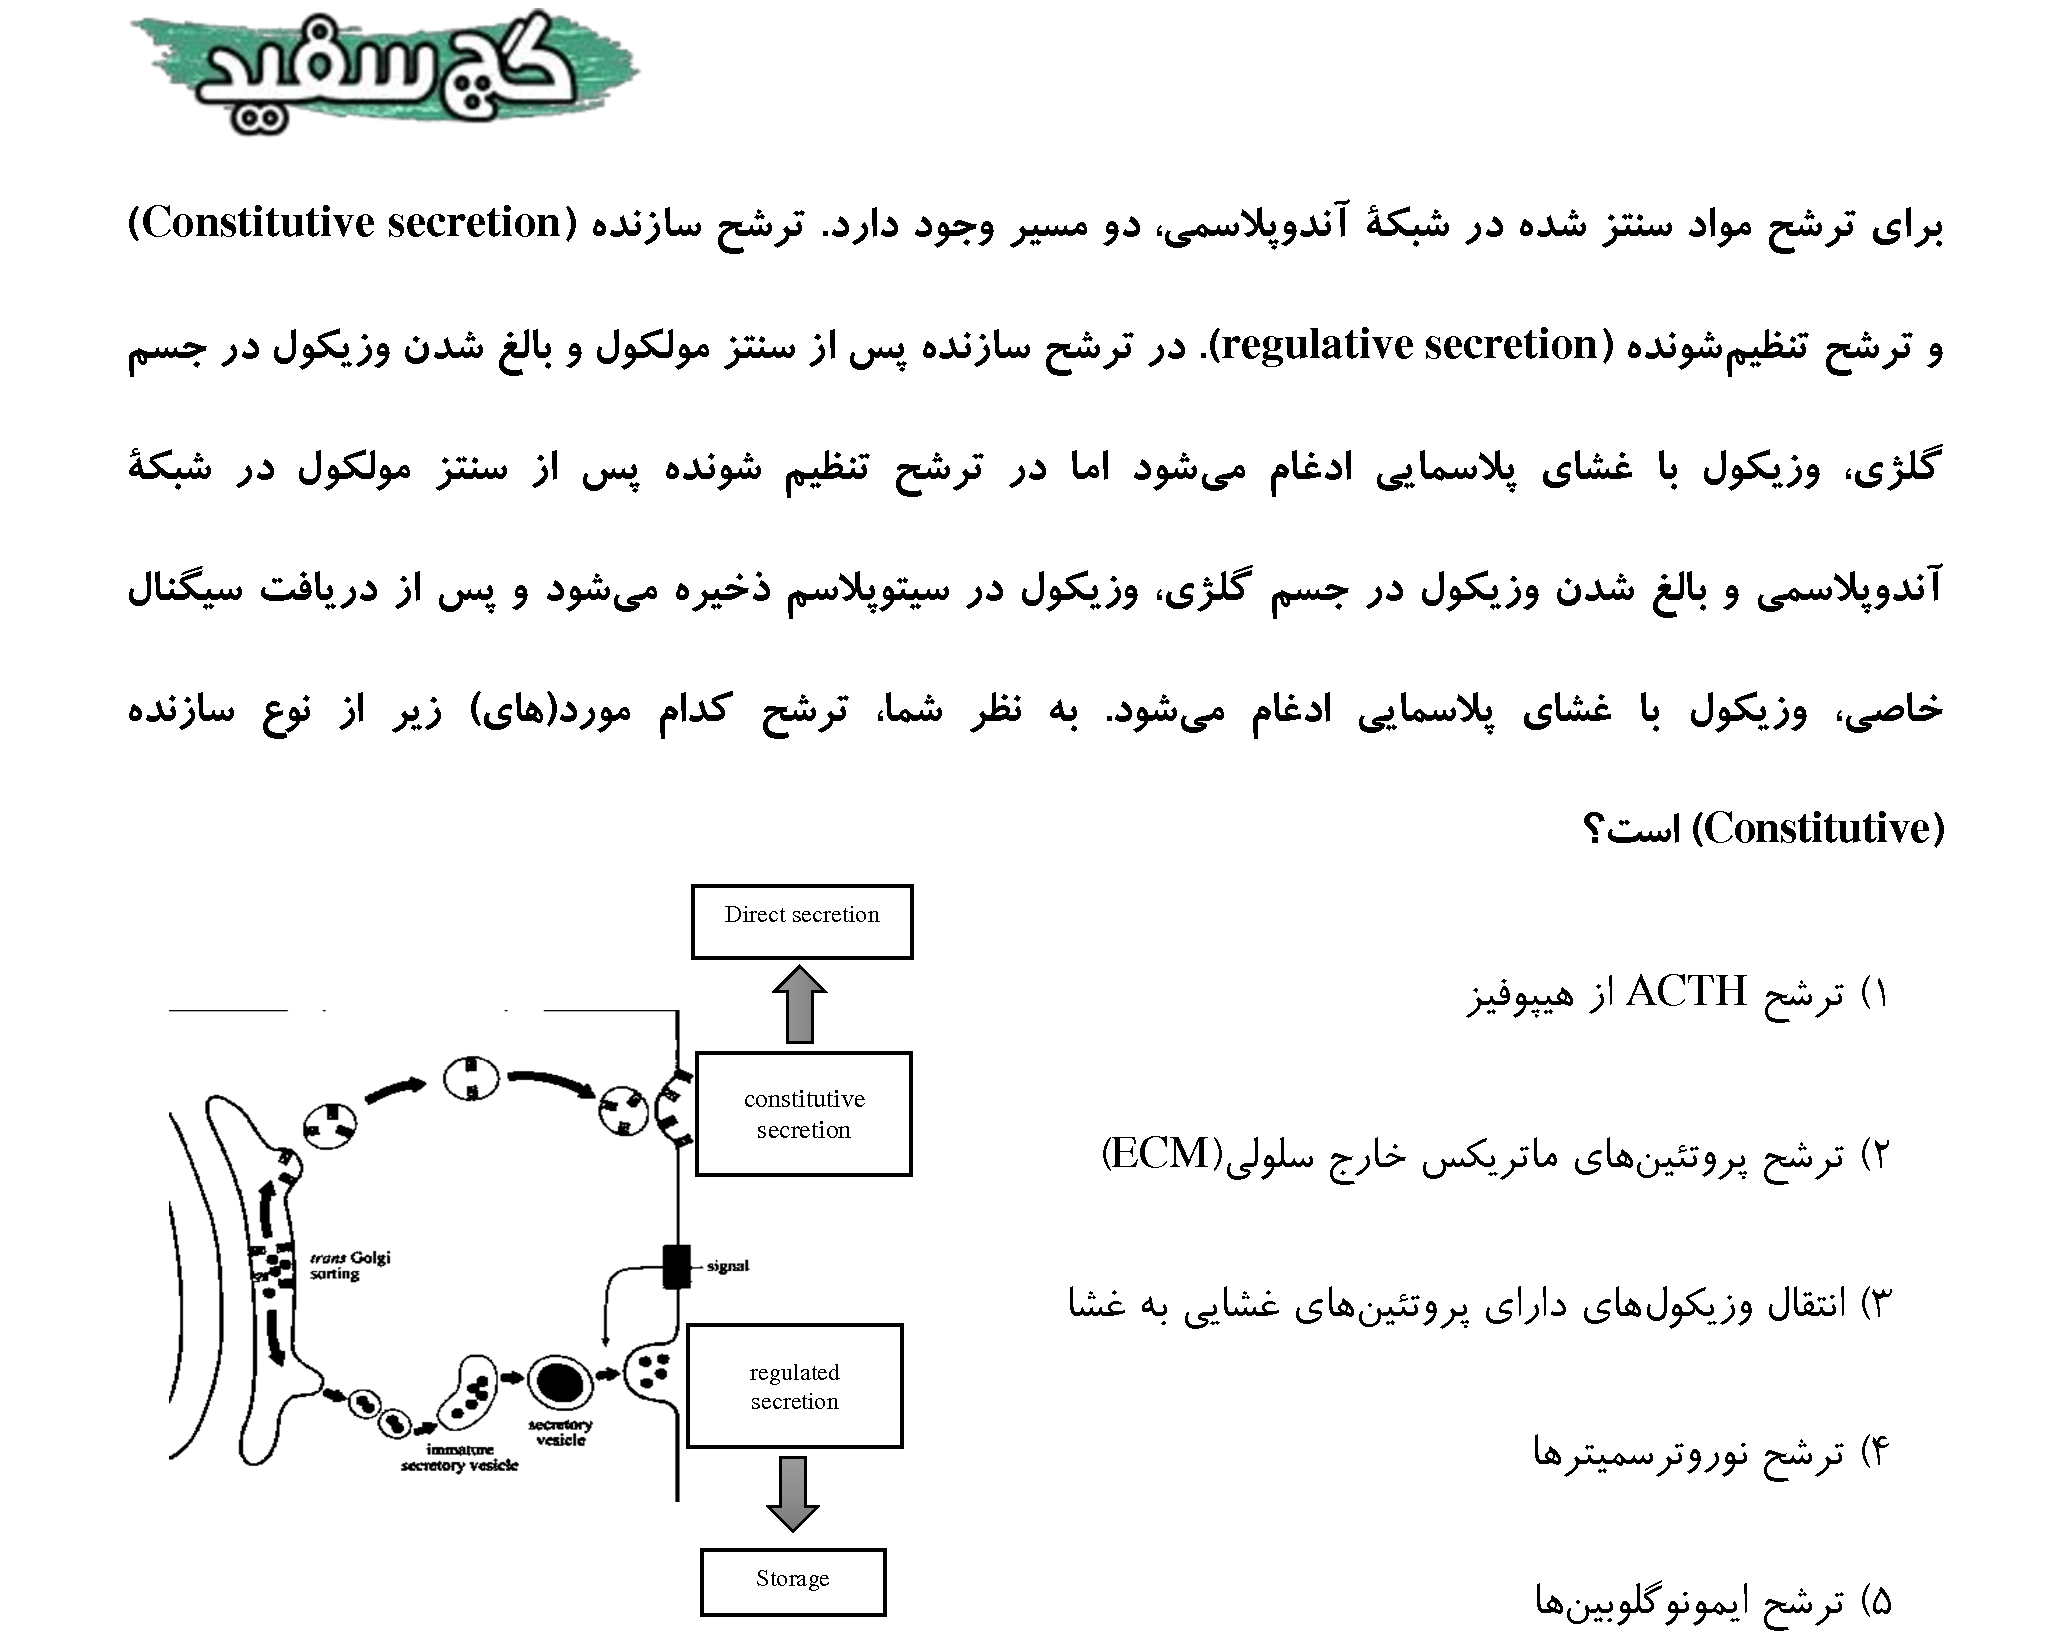 گچ سفید
برای ترشح مواد سنتز شده در شبکهٔ آندوپلاسمی، دو مسیر وجود دارد. ترشح سازنده (Constitutive secretion)
و ترشح تنظیم‌شونده (regulative secretion). در ترشح سازنده پس از سنتز مولکول و بالغ شدن وزیکول در جسم
گلژی، وزیکول با غشای پلاسمایی ادغام می‌شود اما در ترشح تنظیم شونده پس از سنتز مولکول در شبکهٔ
آندوپلاسمی و بالغ شدن وزیکول در جسم گلژی، وزیکول در سیتوپلاسم ذخیره می‌شود و پس از دریافت سیگنال
خاصی، وزیکول با غشای پلاسمایی ادغام می‌شود. به نظر شما، ترشح کدام مورد(های) زیر از نوع سازنده
(Constitutive) است؟
۱) ترشح ACTH از هیپوفیز
۲) ترشح پروتئین‌های ماتریکس خارج سلولی(ECM)
۳) انتقال وزیکول‌های دارای پروتئین‌های غشایی به غشا
۴) ترشح نوروترسمیترها
۵) ترشح ایمونوگلوبین‌ها
Direct secretion
constitutive
secretion
trans Golgi
sorting
signal
regulated
secretion
secretory
vesicle
immature
secretory vesicle
Storage